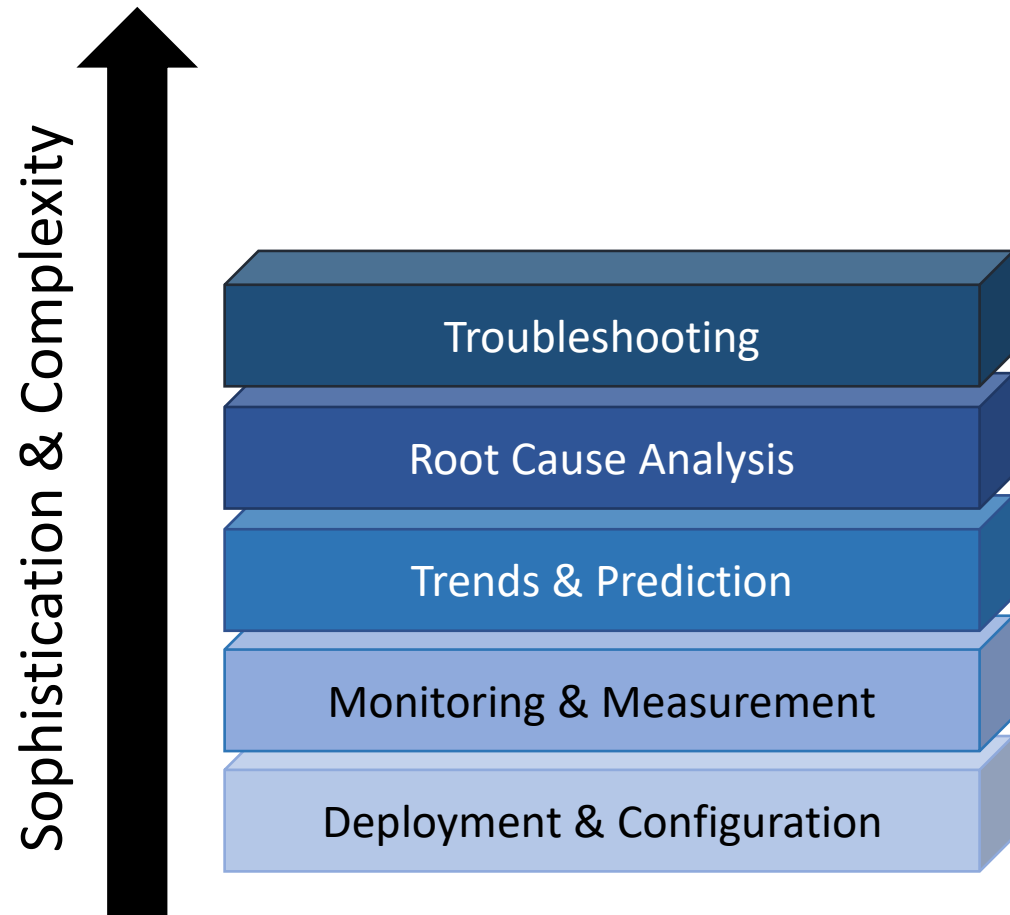 Sophistication & Complexity
Troubleshooting
Root Cause Analysis
Trends & Prediction
Monitoring & Measurement
Deployment & Configuration